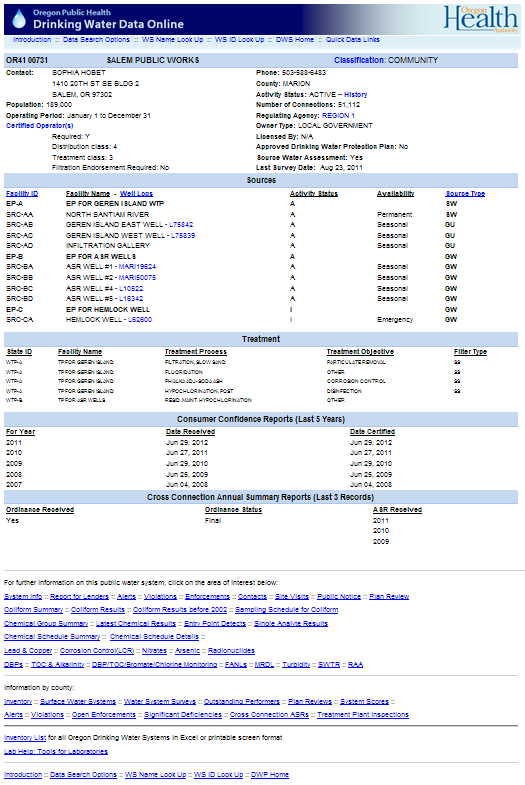 Oregon Public Health
Drinking Water Data Online
Oregon Health Authority
Introduction :: Data Search Options :: WS Name Look Up :: WS ID Look Up :: DWS Home :: Quick Data Links
OR41 00731 SALEM PUBLIC WORKS Classification: COMMUNITY
Contact: SOPHIA HOBET Phone: 503-588-6483
1410 20TH ST SE BLDG 2 County: MARION
SALEM, OR 97302 Activity Status: ACTIVE -- History
Population: 189,000 Number of Connections: 51,112
Operating Period: January 1 to December 31 Regulating Agency: REGION 1
Certified Operator(s) Owner Type: LOCAL GOVERNMENT
Required: Y Licensed By: N/A
Distribution class: 4 Approved Drinking Water Protection Plan: No
Treatment class: 3 Source Water Assessment: Yes
Filtration Endorsement Required: No Last Survey Date: Aug 23, 2011
Sources
Facility ID Facility Name - Well Logs Activity Status Availability Source Type
EP-A EP FOR GEREN ISLAND WTP A SW
SRC-AA NORTH SANTIAM RIVER A Permanent SW
SRC-AB GEREN ISLAND EAST WELL - L75842 A Seasonal GU
SRC-AC GEREN ISLAND WEST WELL - L75839 A Seasonal GU
SRC-AD INFILTRATION GALLERY A Seasonal GU
EP-B EP FOR ASR WELLS A GW
SRC-BA ASR WELL #1 - MARI19624 A Seasonal GW
SRC-BB ASR WELL #2 - MARI50075 A Seasonal GW
SRC-BC ASR WELL #4 - L10522 A Seasonal GW
SRC-BD ASR WELL #5 - L16342 A Seasonal GW
EP-C EP FOR HEMLOCK WELL I GW
SRC-CA HEMLOCK WELL - L62600 I Emergency GW
Treatment
State ID Facility Name Treatment Process Treatment Objective Filter Type
WTP-A TP FOR GEREN ISLAND FILTRATION, SLOW SAND PARTICULATE REMOVAL SS
WTP-A TP FOR GEREN ISLAND FLUORIDATION OTHER SS
WTP-A TP FOR GEREN ISLAND PH/ALKA ADJ-SODA ASH CORROSION CONTROL SS
WTP-A TP FOR GEREN ISLAND HYPOCHLORINATION, POST DISINFECTION SS
WTP-B TP FOR ASR WELLS RESID. MAINT. HYPOCHLORINATION OTHER
Consumer Confidence Reports (Last 5 Years)
For Year Date Received Date Certified
2011 Jun 29, 2012 Jun 29, 2012
2010 Jun 27, 2011 Jun 27, 2011
2009 Jun 29, 2010 Jun 29, 2010
2008 Jun 25, 2009 Jun 25, 2009
2007 Jun 04, 2008 Jun 04, 2008
Cross Connection Annual Summary Reports (Last 3 Records)
Ordinance Received Ordinance Status ASR Received
Yes Final 2011
2010
2009
For further information on this public water system, click on the area of interest below:
System Info :: Report for Lenders :: Alerts :: Violations :: Enforcements :: Contacts :: Site Visits :: Public Notice :: Plan Review
Coliform Summary :: Coliform Results :: Coliform Results before 2002 :: Sampling Schedule for Coliform
Chemical Group Summary :: Latest Chemical Results :: Entry Point Detects :: Single Analyte Results
Chemical Schedule Summary :: Chemical Schedule Details ::
Lead & Copper :: Corrosion Control(LCR) :: Nitrates :: Arsenic :: Radionuclides
DBPs :: TOC & Alkalinity :: DBP/TOC/Bromate/Chlorine Monitoring :: FANLs :: MRDL :: Turbidity :: SWTR :: RAA
Information by county:
Inventory :: Surface Water Systems :: Water System Surveys :: Outstanding Performers :: Plan Reviews :: System Scores ::
Alerts :: Violations :: Open Enforcements :: Significant Deficiencies :: Cross Connection ASRs :: Treatment Plant Inspections
Inventory List for all Oregon Drinking Water Systems in Excel or printable screen format
Lab Help: Tools for Laboratories
Introduction :: Data Search Options :: WS Name Look Up :: WS ID Look Up :: DWP Home